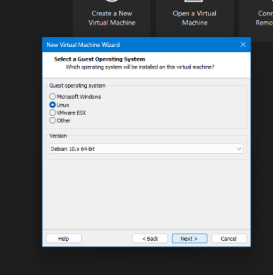 Create a New
Virtual Machine
Open a Virtual
Machine
Conn
Remo
New Virtual Machine Wizard
Select a Guest Operating System
Which operating system will be installed on this virtual machine?
Guest operating system
Microsoft Windows
Linux
VMware ESX
Other
Version
Debian 10.x 64-bit
Help
< Back
Next >
Cancel